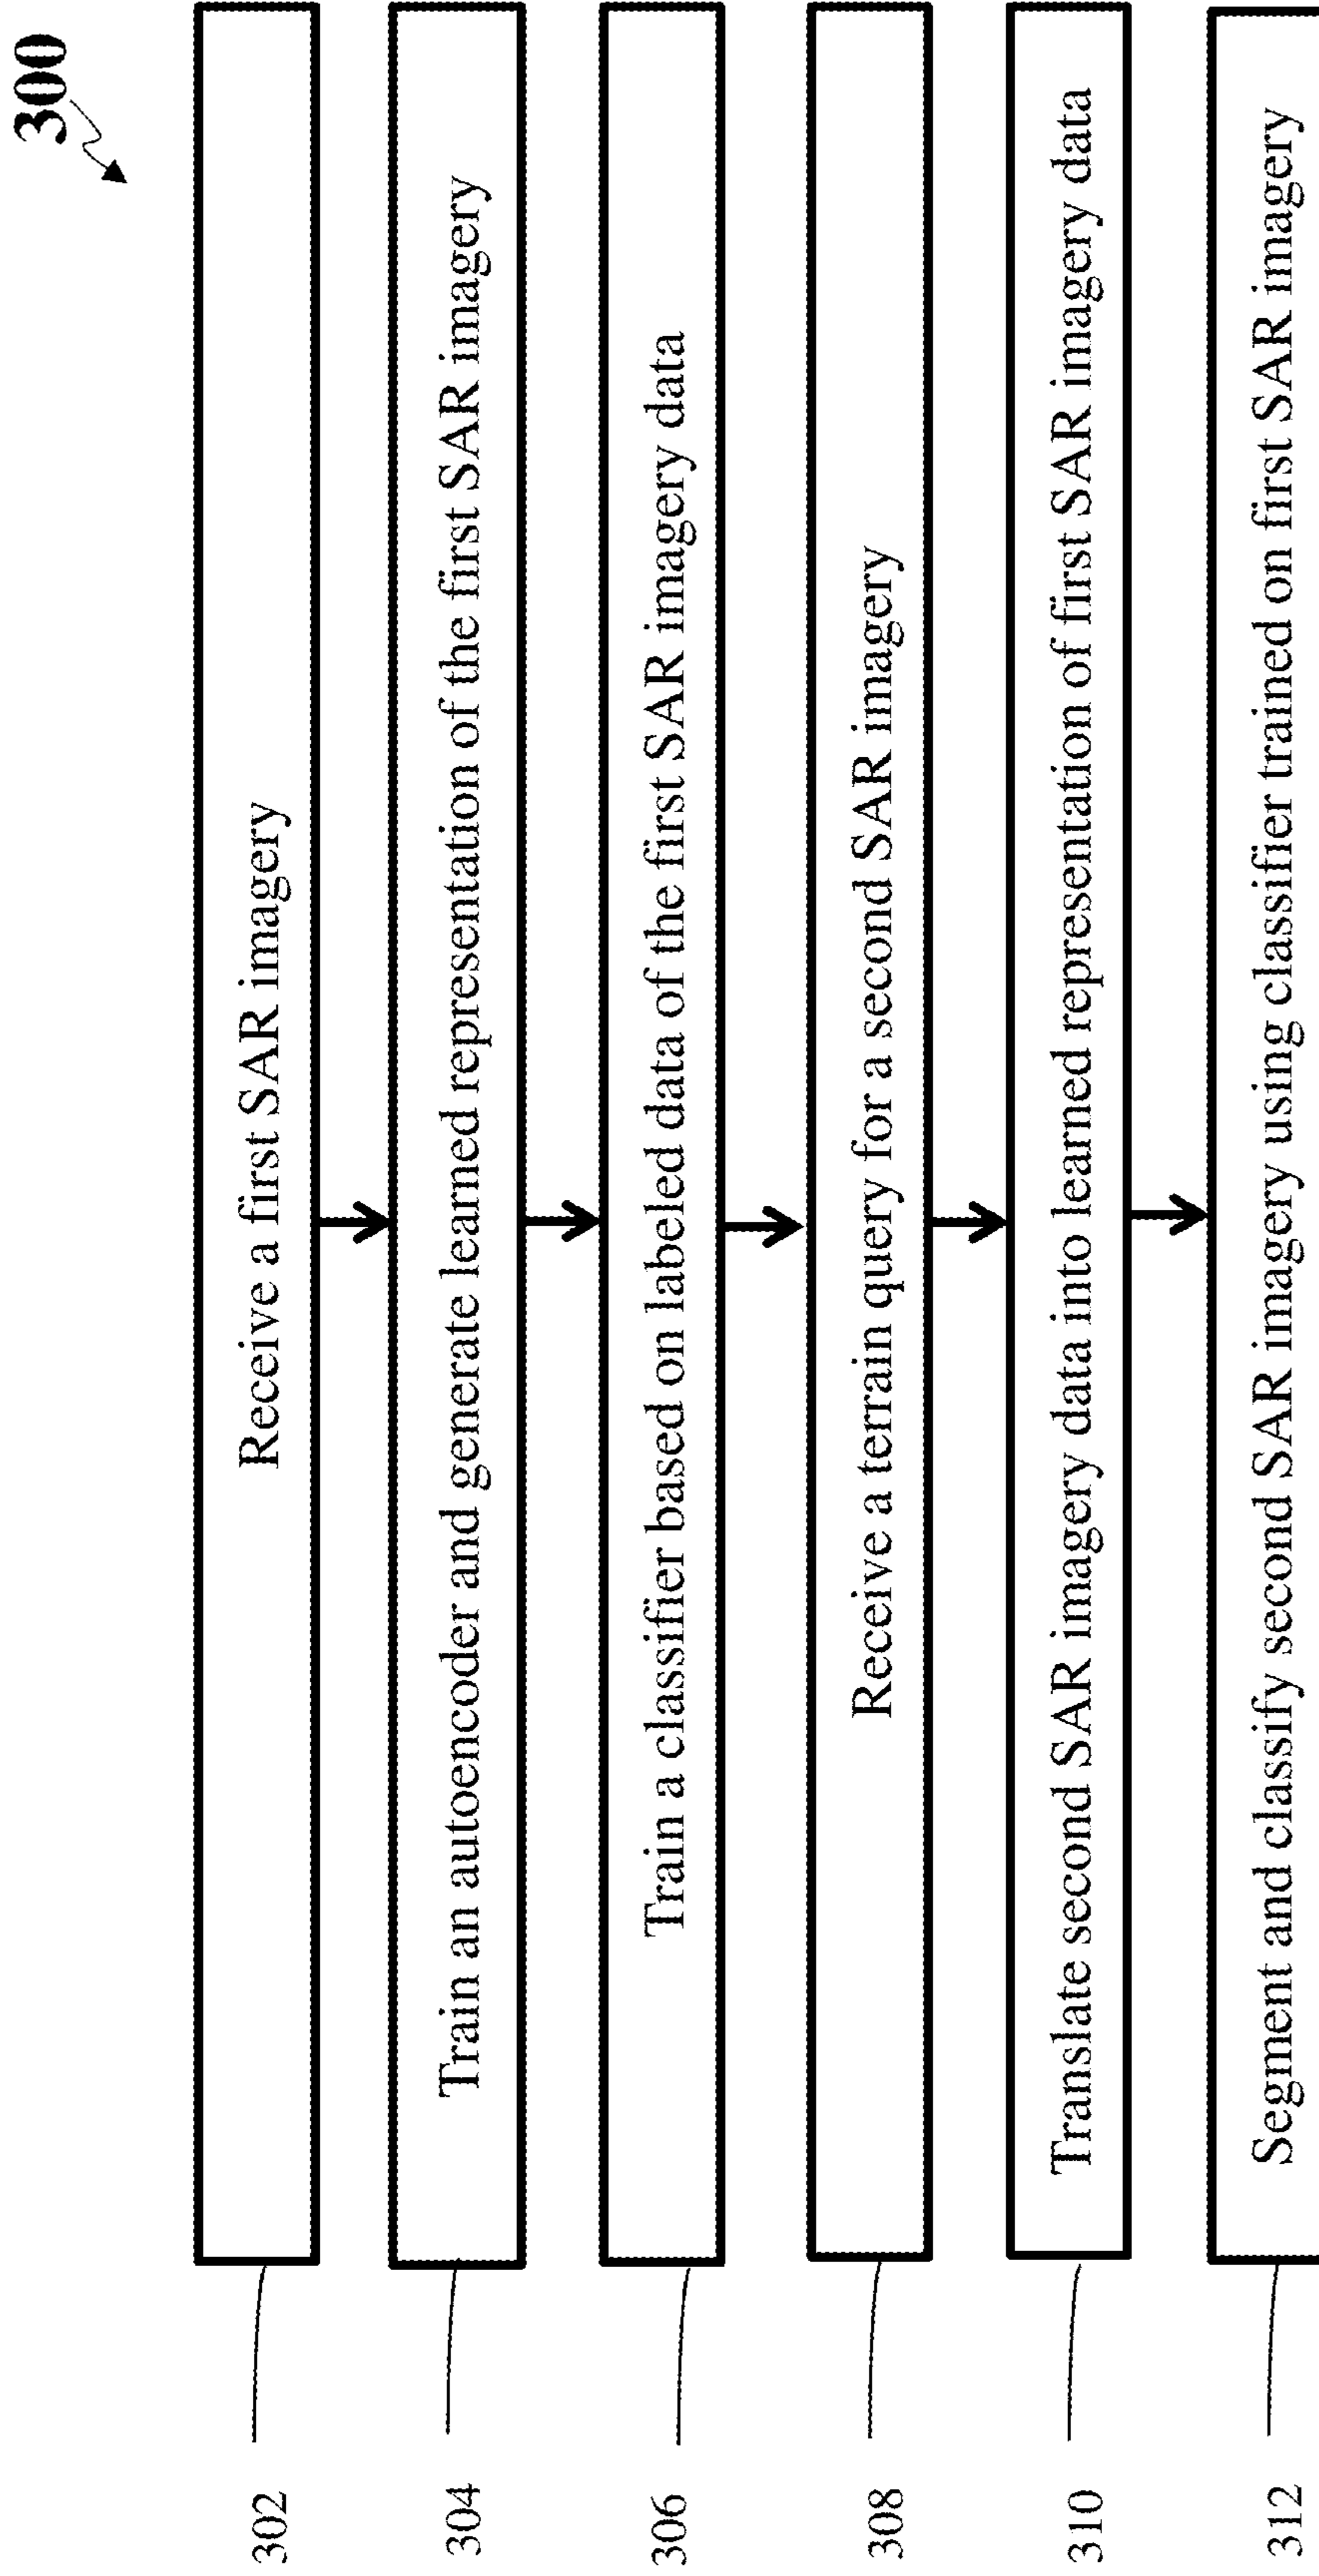 300
302
Receive a first SAR imagery
304
Train an autoencoder and generate learned representation of the first SAR imagery
306
Train a classifier based on labeled data of the first SAR imagery data
308
Receive a terrain query for a second SAR imagery
310
Translate second SAR imagery data into learned representation of first SAR imagery data
312
Segment and classify second SAR imagery using classifier trained on first SAR imagery